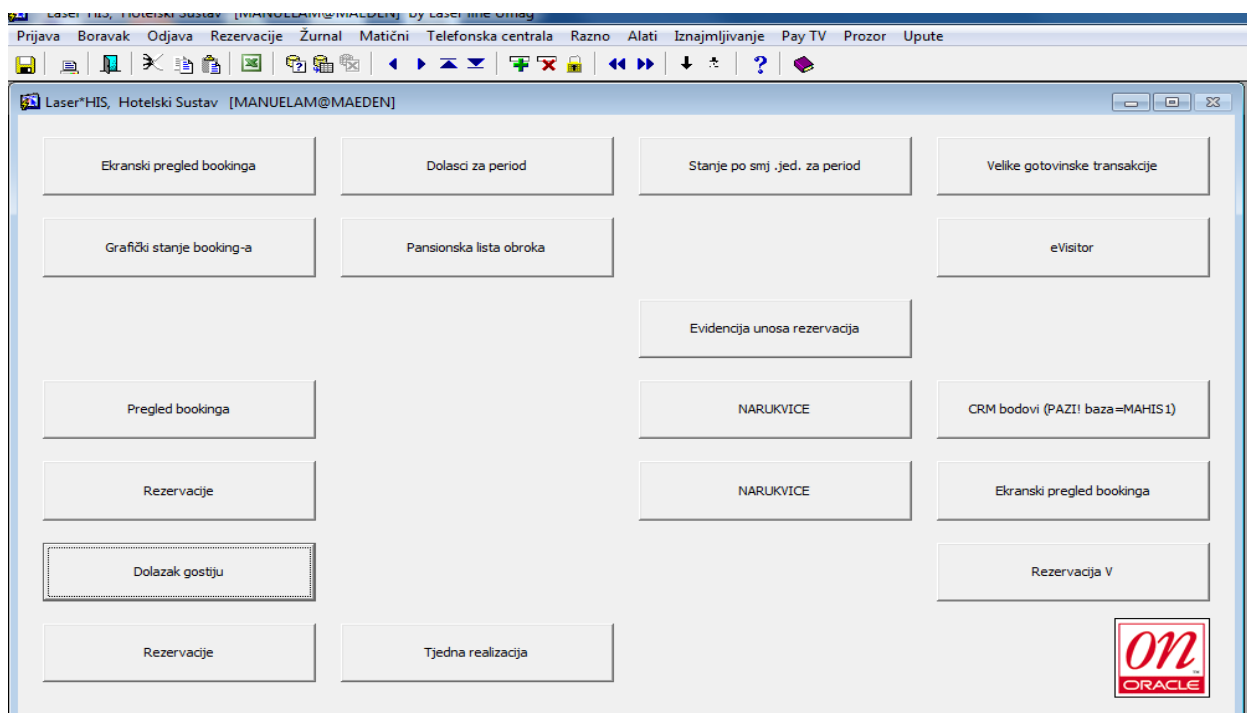 Laser HIS, Hotelski Sustav [MANUELAM@MAEDEN] by Laser line Umag
Prijava Boravak Odjava Rezervacije Žurnal Matični Telefonska centrala Razno Alati Iznajmljivanje Pay TV Prozor Upute
Laser*HIS, Hotelski Sustav [MANUELAM@MAEDEN]
Ekranski pregled bookinga Dolasci za period Stanje po smj .jed. za period Velike gotovinske transakcije
Grafički stanje booking-a Pansionska lista obroka eVisitor
Evidencija unosa rezervacija
Pregled bookinga NARUKVICE CRM bodovi (PAZI! baza=MAHIS1)
Rezervacije NARUKVICE Ekranski pregled bookinga
Dolazak gostiju Rezervacija V
Rezervacije Tjedna realizacija
on
ORACLE